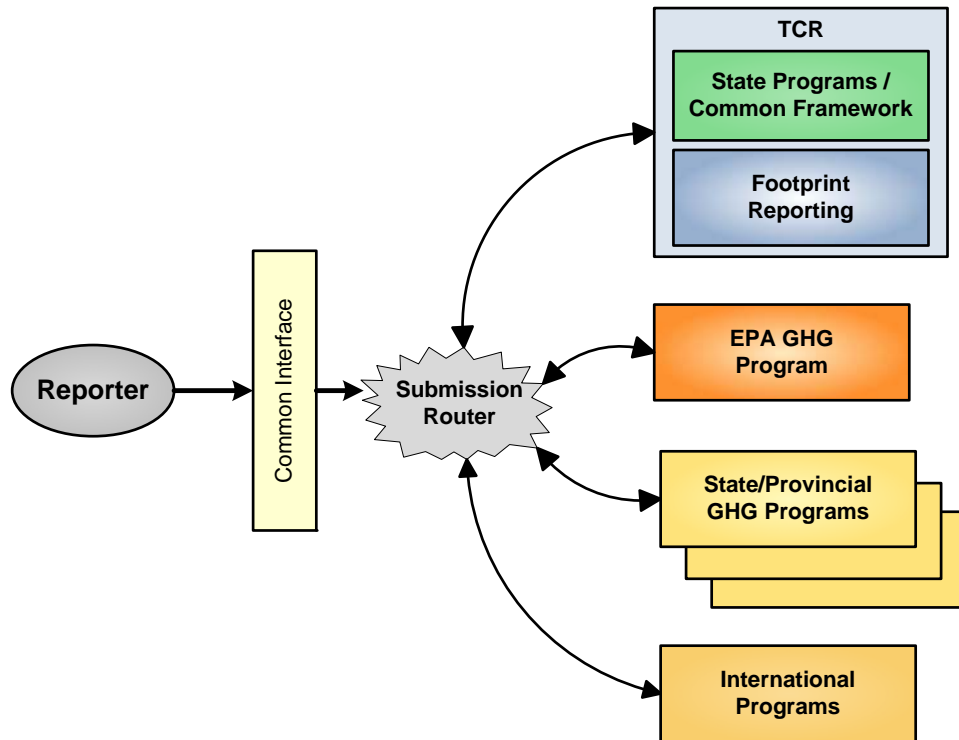 TCR
State Programs /
Common Framework
Footprint
Reporting
Reporter
Common Interface
Submission
Router
EPA GHG
Program
State/Provincial
GHG Programs
International
Programs